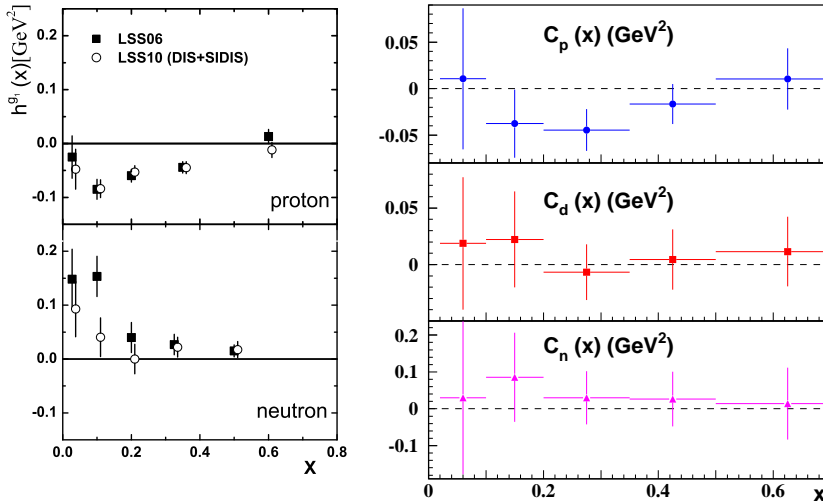 h^{g_1}(x)[GeV^2]
0.2
LSS06
LSS10 (DIS+SIDIS)
0.1
0.0
-0.1
proton
0.2
0.1
0.0
-0.1
neutron
0.0 0.2 0.4 0.6 0.8
X
C_p (x) (GeV^2)
0.05
0
-0.05
C_d (x) (GeV^2)
0.05
0
C_n (x) (GeV^2)
0.2
0.1
0
-0.1
0 0.2 0.4 0.6 x